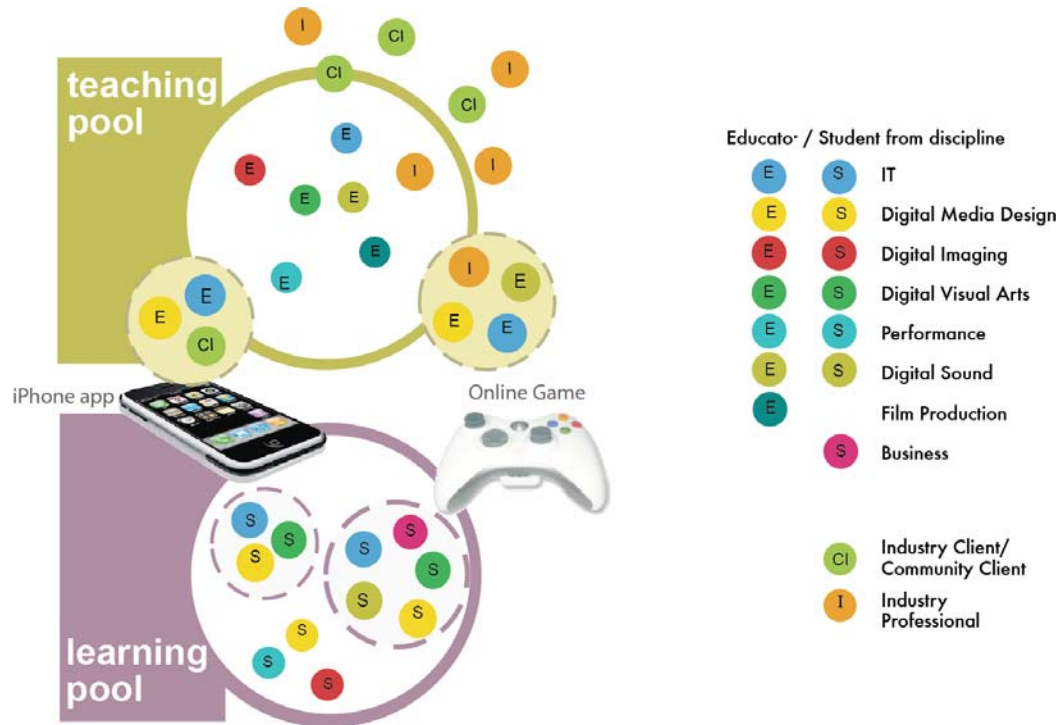 I
CI
CI
I
CI
teaching
pool
E
E
I
I
E
E
E
E
I
E
E
E
CI
E
E
iPhone app
Online Game
S
S
S
S
S
S
S
S
S
S
S
learning
pool
Educator / Student from discipline
E S IT
E S Digital Media Design
E S Digital Imaging
E S Digital Visual Arts
E S Performance
E S Digital Sound
E Film Production
S Business
CI Industry Client/
Community Client
I Industry
Professional